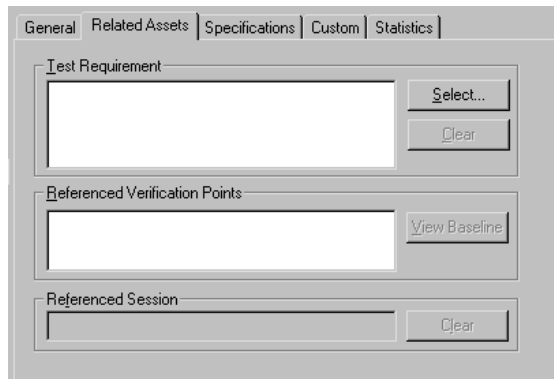 General Related Assets Specifications Custom Statistics
Test Requirement
Select...
Clear
Referenced Verification Points
View Baseline
Referenced Session
Clear